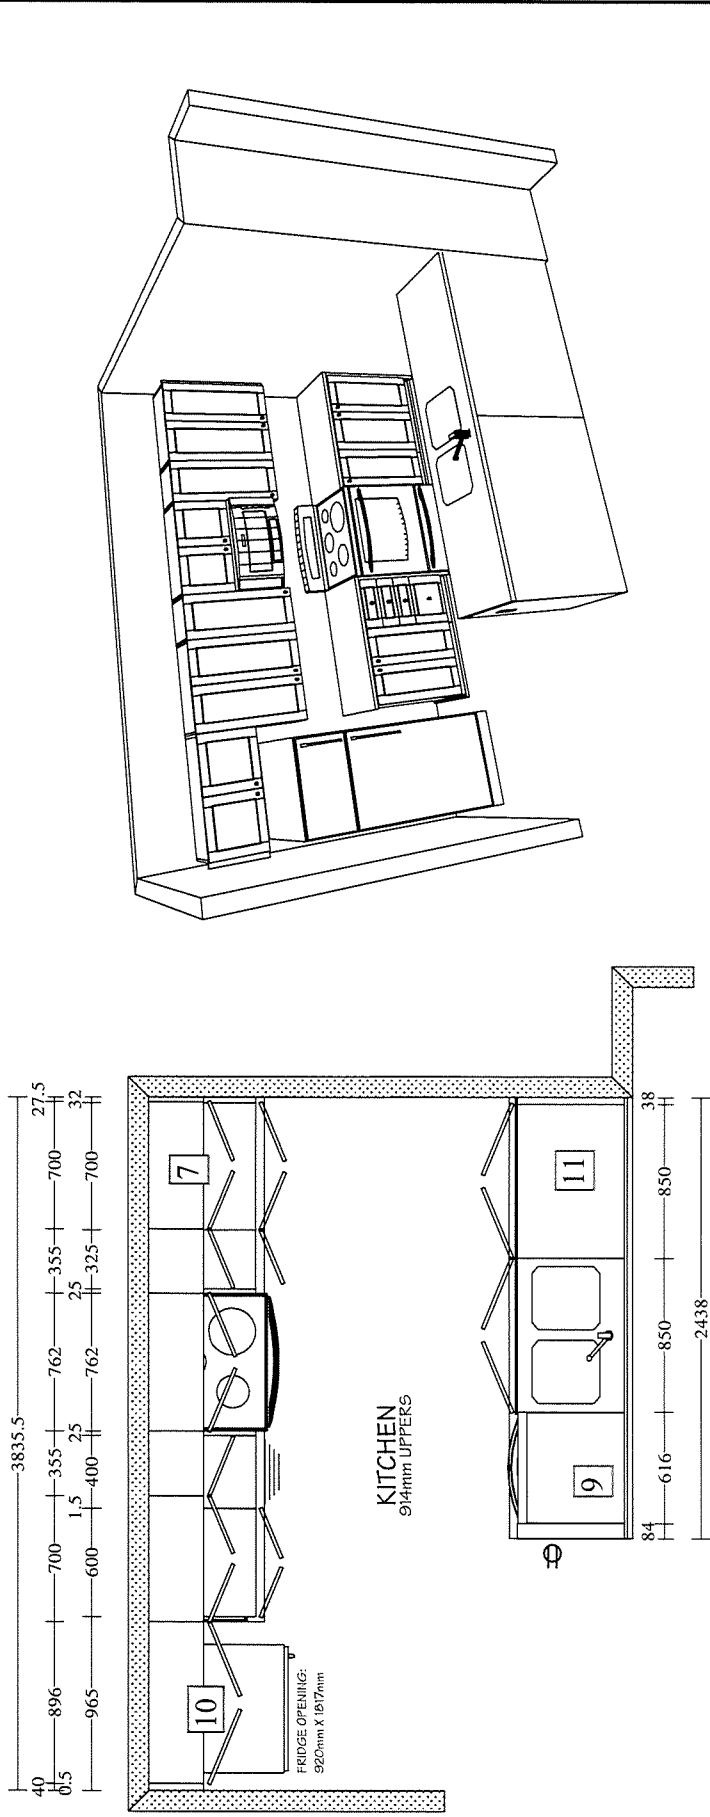 3835.5
40 896 700 355 762 355 700 27.5
0.5 965 600 1.5 400 25 762 25 325 700 32
10
7
FRIDGE OPENING:
920mm X 1817mm
KITCHEN
914mm UPPERS
9
11
84 616 850 850 38
2438